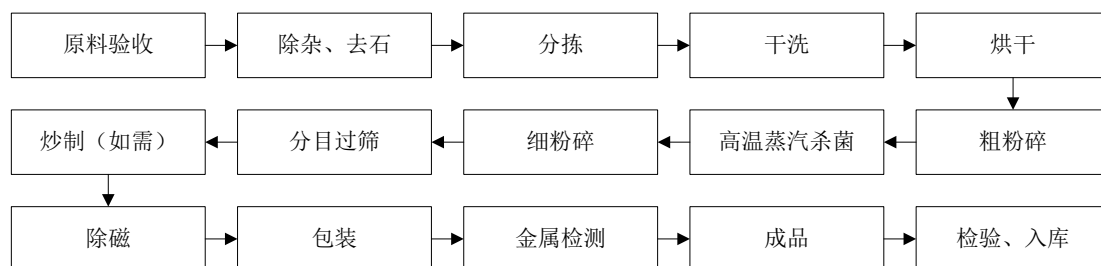 原料验收
除杂、去石
分拣
干洗
烘干
炒制（如需）
分目过筛
细粉碎
高温蒸汽杀菌
粗粉碎
除磁
包装
金属检测
成品
检验、入库